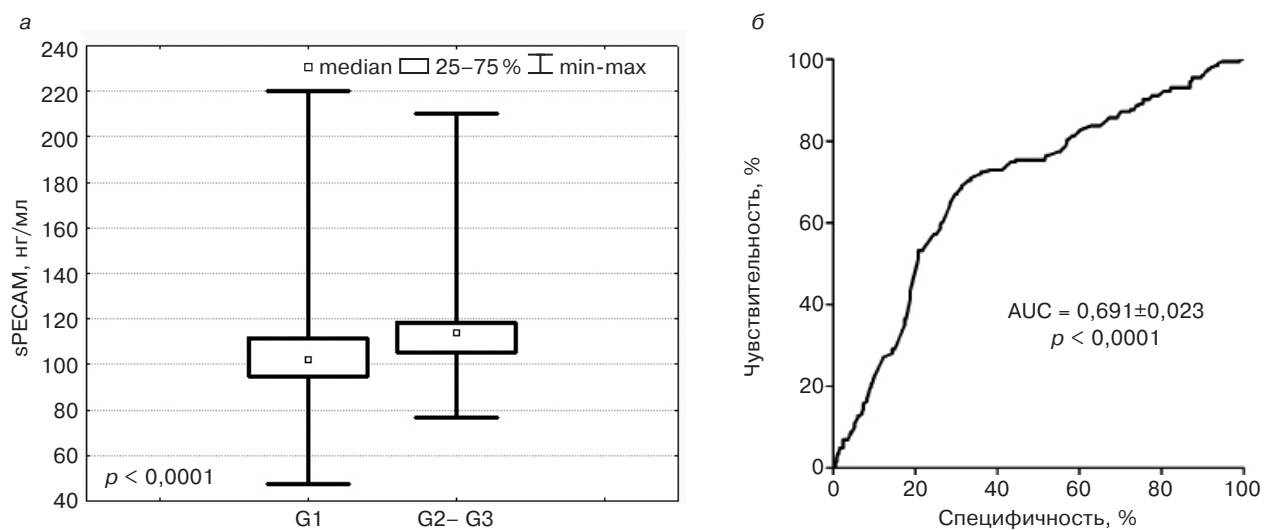 а
240
220
200
180
160
140
120
100
80
60
40
sPECAM, нг/мл
median 25–75 % min-max
p < 0,0001
G1 G2– G3
б
100
80
60
40
20
0
Чувствительность, %
AUC = 0,691±0,023
p < 0,0001
0 20 40 60 80 100
Специфичность, %